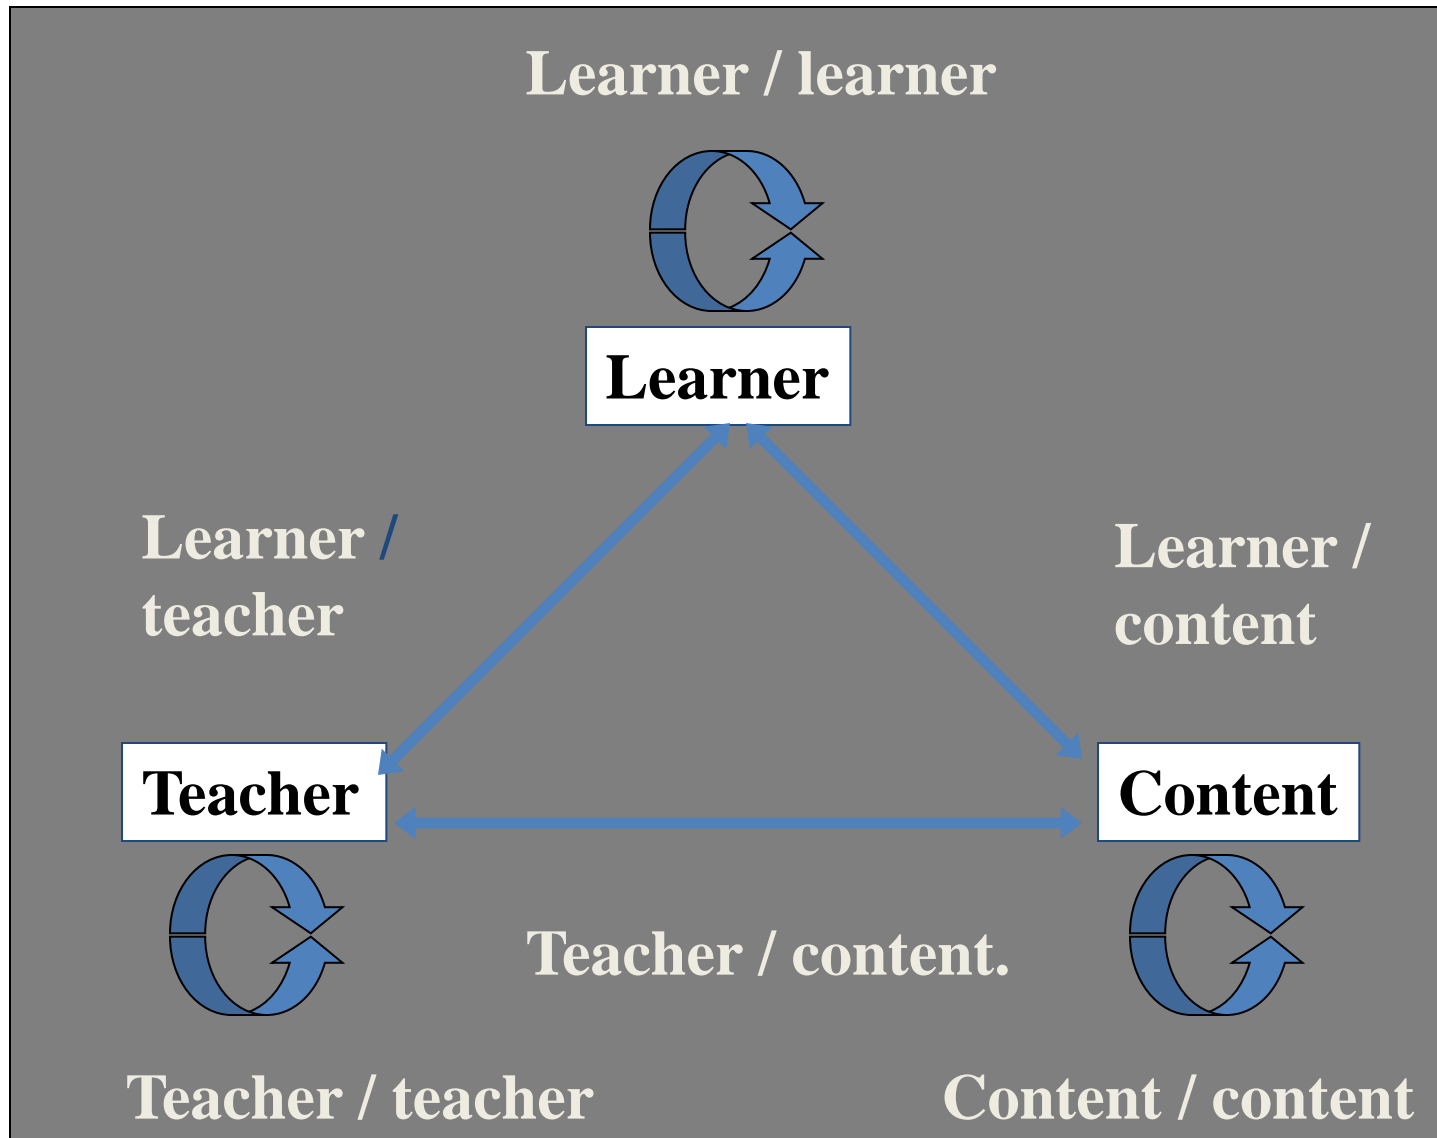 Learner / learner
Learner
Learner /
teacher
Learner /
content
Teacher
Content
Teacher / content.
Teacher / teacher
Content / content